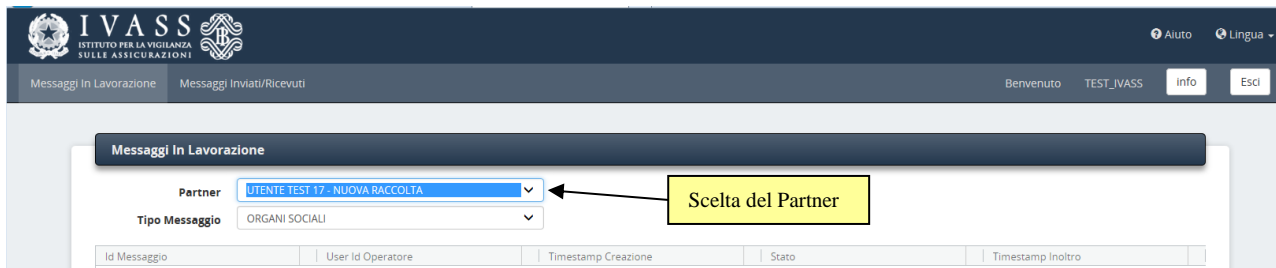 IVASS
ISTITUTO PER LA VIGILANZA
SULLE ASSICURAZIONI
Aiuto Lingua
Messaggi In Lavorazione Messaggi Inviati/Ricevuti Benvenuto TEST_IVASS info Esci
Messaggi In Lavorazione
Partner UTENTE TEST 17 - NUOVA RACCOLTA
Scelta del Partner
Tipo Messaggio ORGANI SOCIALI
Id Messaggio User Id Operatore Timestamp Creazione Stato Timestamp Inoltro